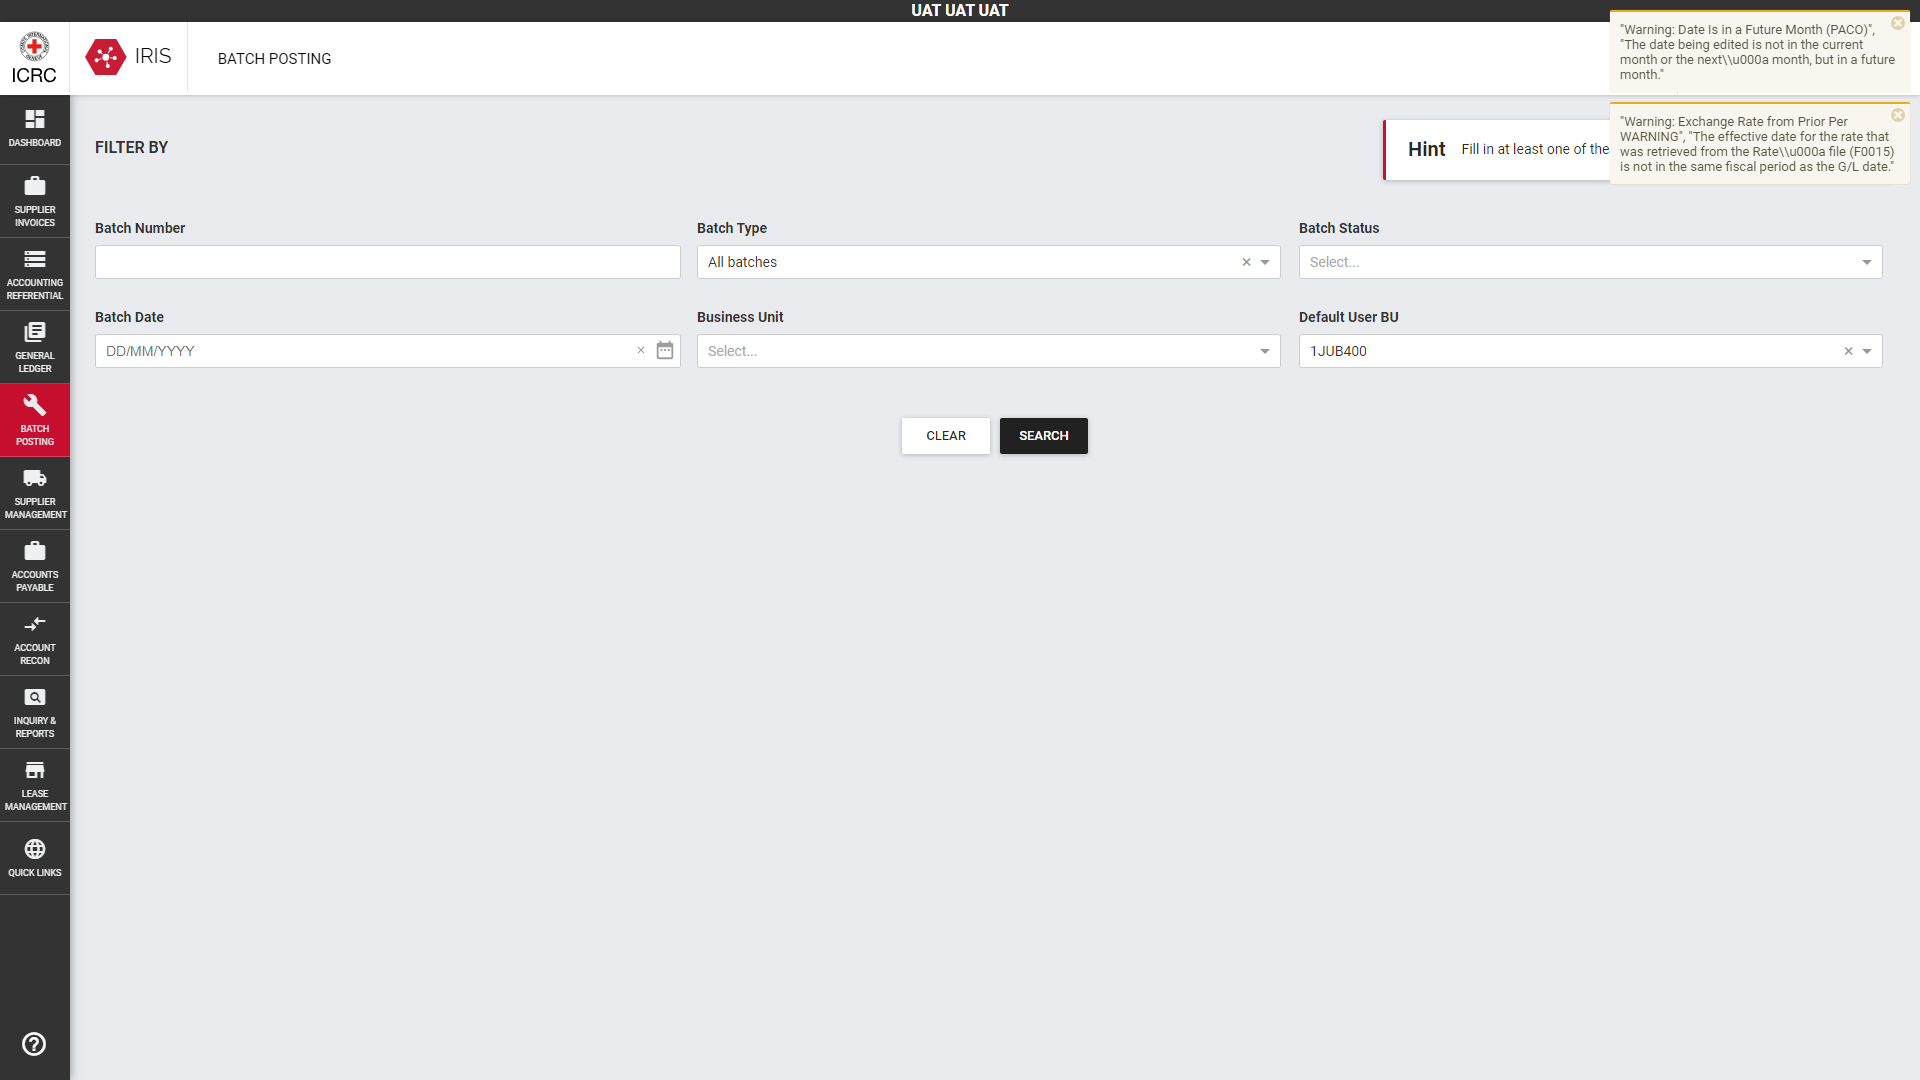 UAT UAT UAT
ICRC
IRIS
BATCH POSTING
"Warning: Date Is in a Future Month (PACO)",
"The date being edited is not in the current
month or the next\\u000a month, but in a future
month."
"Warning: Exchange Rate from Prior Per
WARNING", "The effective date for the rate that
was retrieved from the Rate\\u000a file (F0015)
is not in the same fiscal period as the G/L date."
DASHBOARD
SUPPLIER
INVOICES
ACCOUNTING
REFERENTIAL
GENERAL
LEDGER
BATCH
POSTING
SUPPLIER
MANAGEMENT
ACCOUNTS
PAYABLE
ACCOUNT
RECON
INQUIRY &
REPORTS
LEASE
MANAGEMENT
QUICK LINKS
FILTER BY
Hint Fill in at least one of the
Batch Number
Batch Type
All batches
Batch Status
Select...
Batch Date
DD/MM/YYYY
Business Unit
Select...
Default User BU
1JUB400
CLEAR
SEARCH